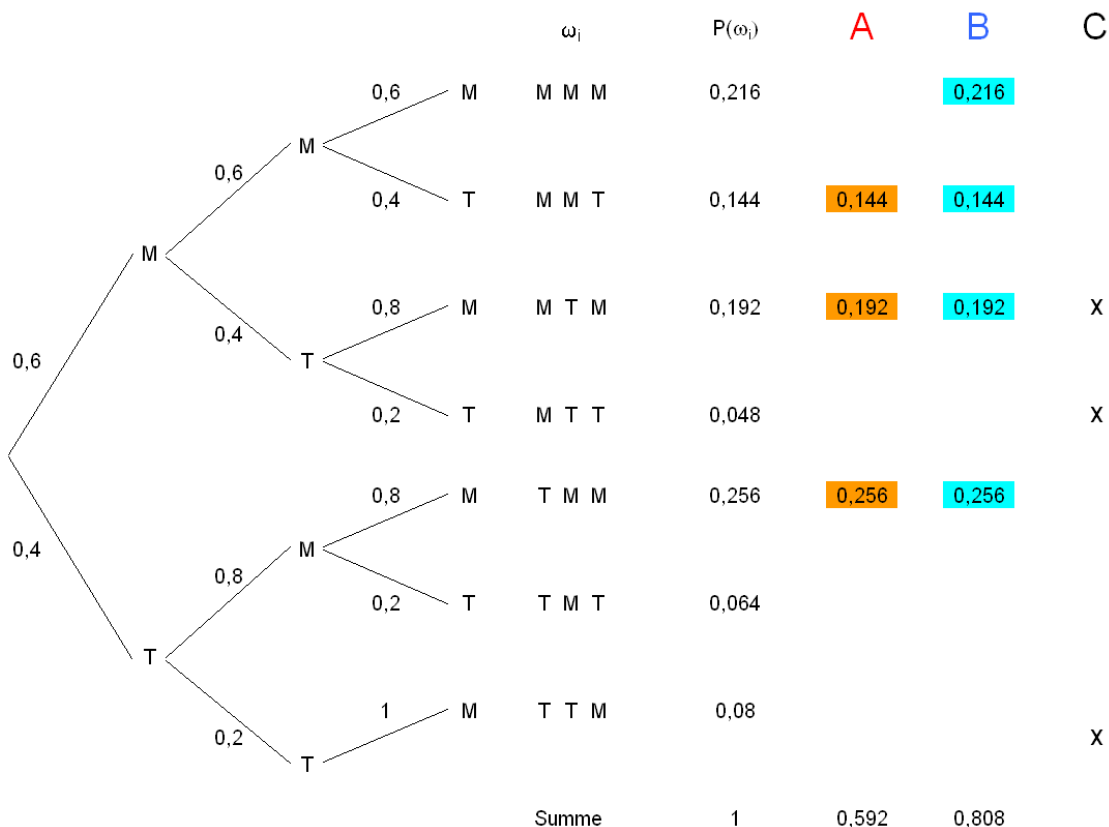 ωi P(ωi) A B C
0,6 M M M M 0,216 0,216
M
0,6
0,4 T M M T 0,144 0,144 0,144
M
0,8 M M T M 0,192 0,192 0,192 X
0,4
0,6 T
0,2 T M T T 0,048 X
0,8 M T M M 0,256 0,256 0,256
0,4 M
0,8
0,2 T T M T 0,064
T
1 M T T M 0,08
0,2 X
T
Summe 1 0,592 0,808